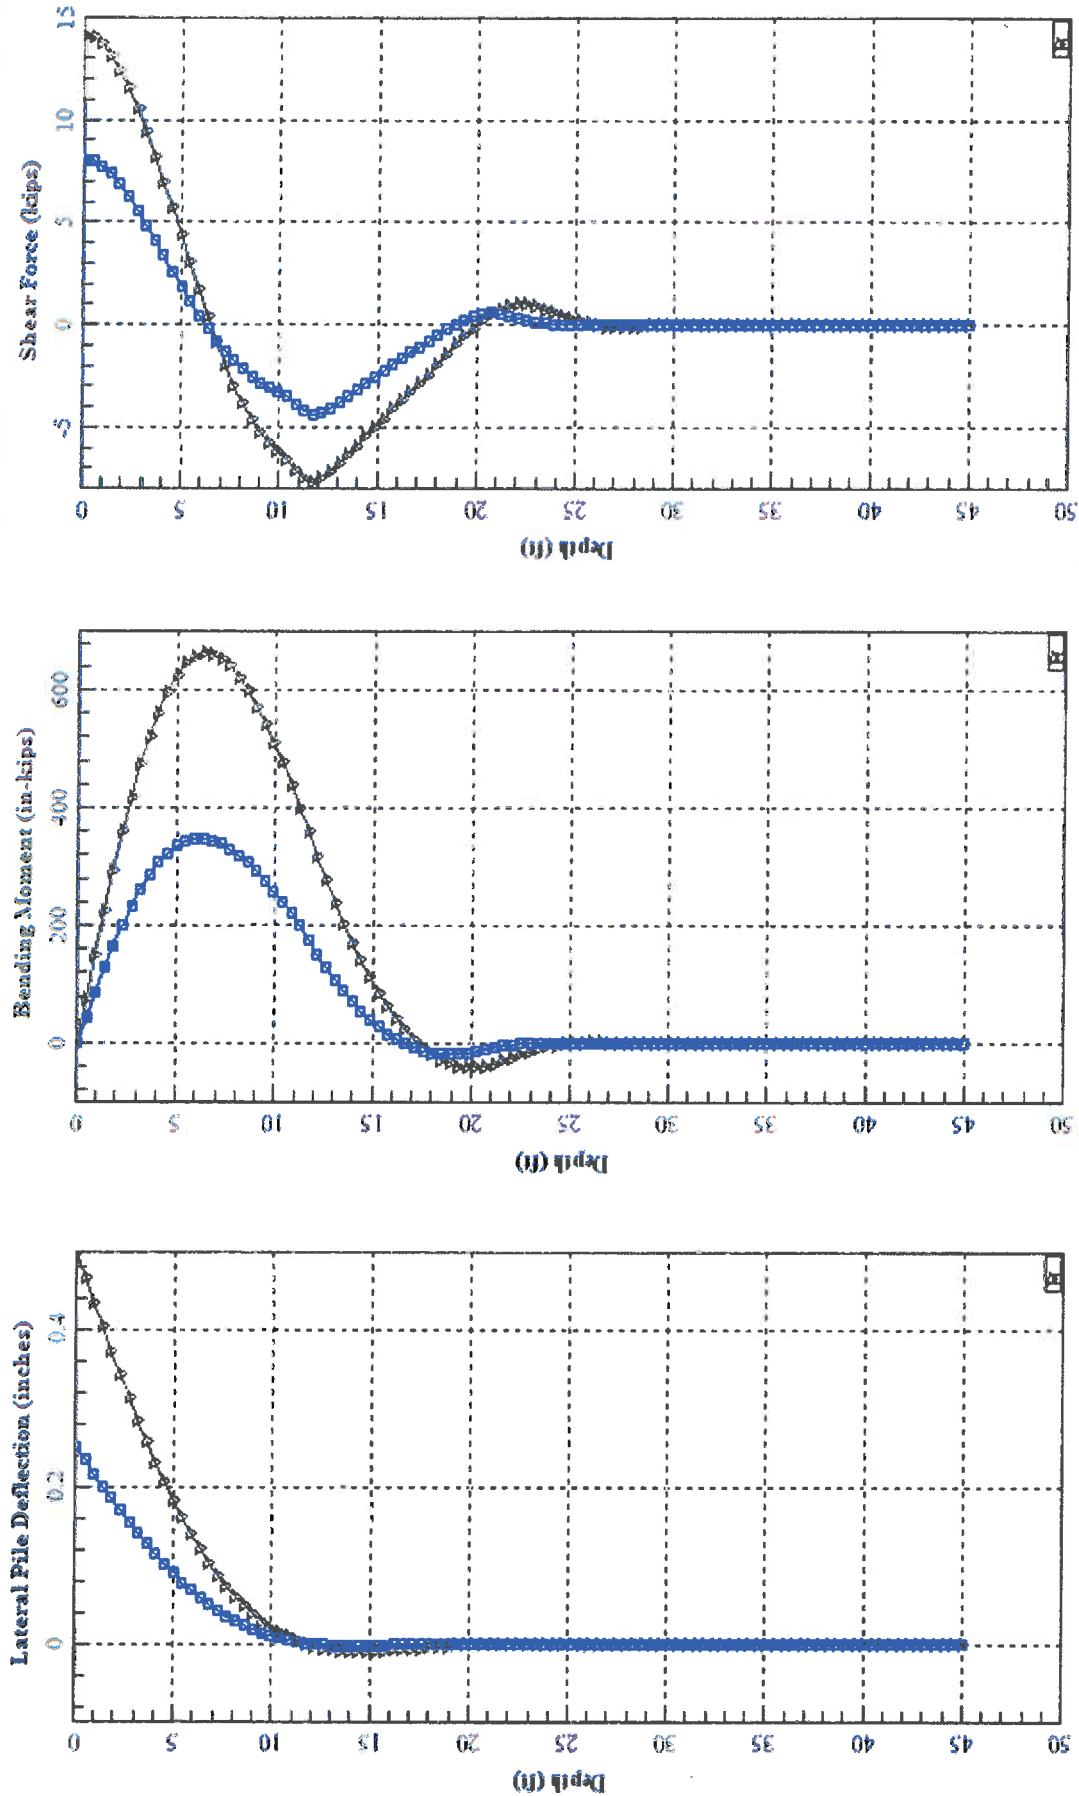 Shear Force (kips)
-5 0 5 10 15
0 5 10 15 20 25 30 35 40 45 50
Depth (ft)
Bending Moment (in-kips)
0 200 400 600
0 5 10 15 20 25 30 35 40 45 50
Depth (ft)
Lateral Pile Deflection (inches)
0 0.2 0.4
0 5 10 15 20 25 30 35 40 45 50
Depth (ft)